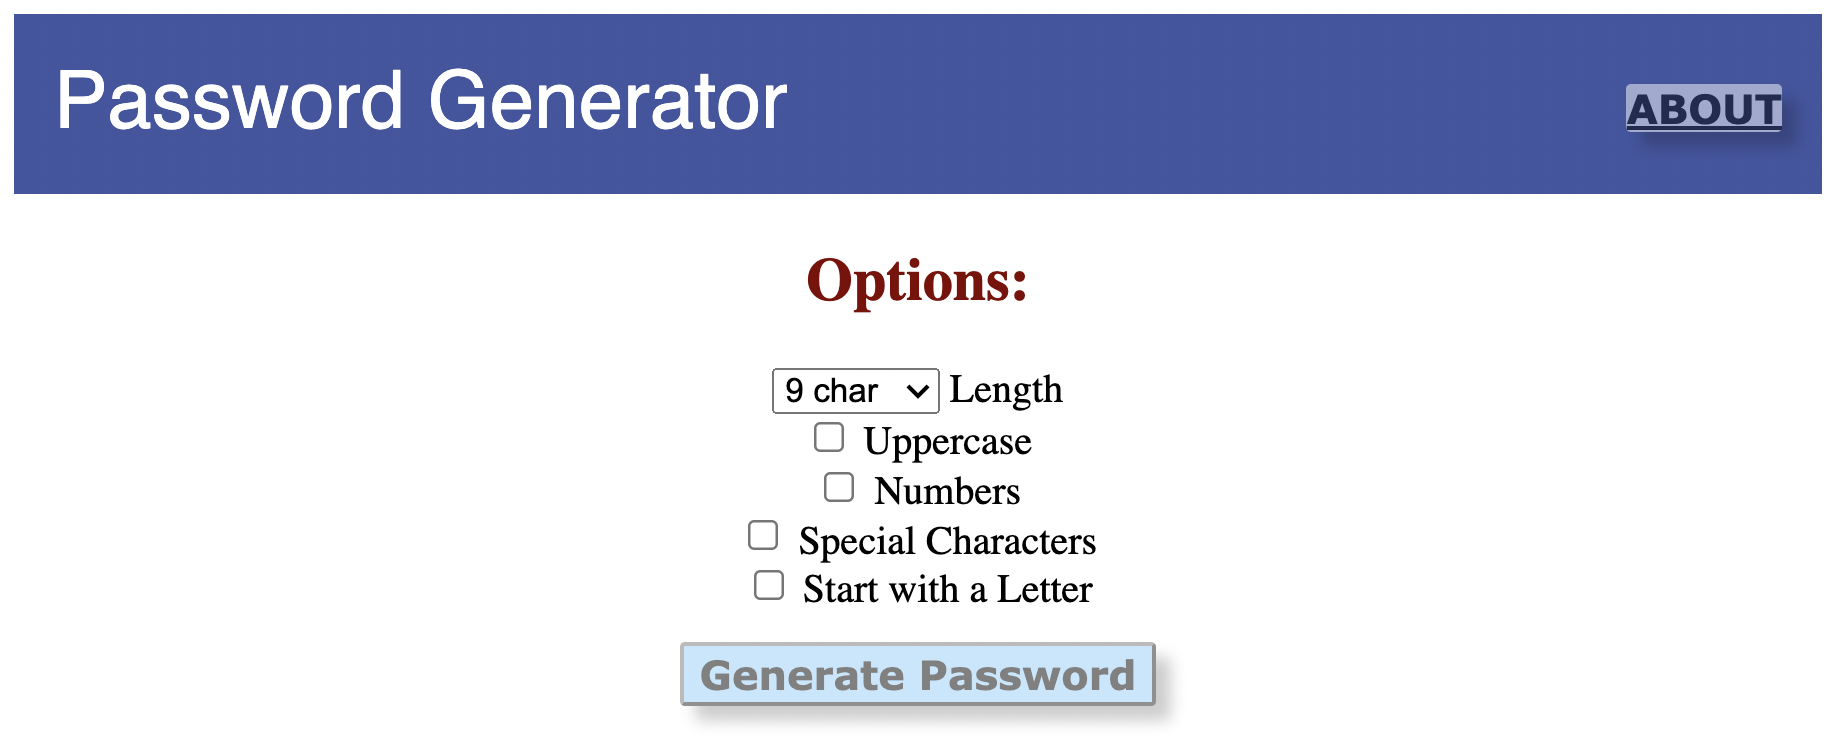 Password Generator
ABOUT
Options:
9 char Length
Uppercase
Numbers
Special Characters
Start with a Letter
Generate Password